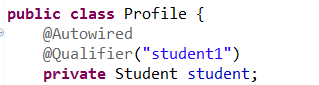 public class Profile {
@Autowired
@Qualifier("student1")
private Student student;